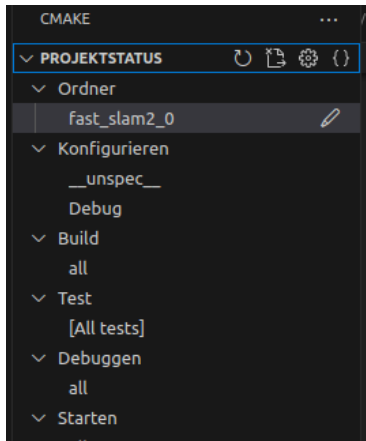 CMAKE
PROJEKTSTATUS
Ordner
fast_slam2_0
Konfigurieren
__unspec__
Debug
Build
all
Test
[All tests]
Debuggen
all
Starten